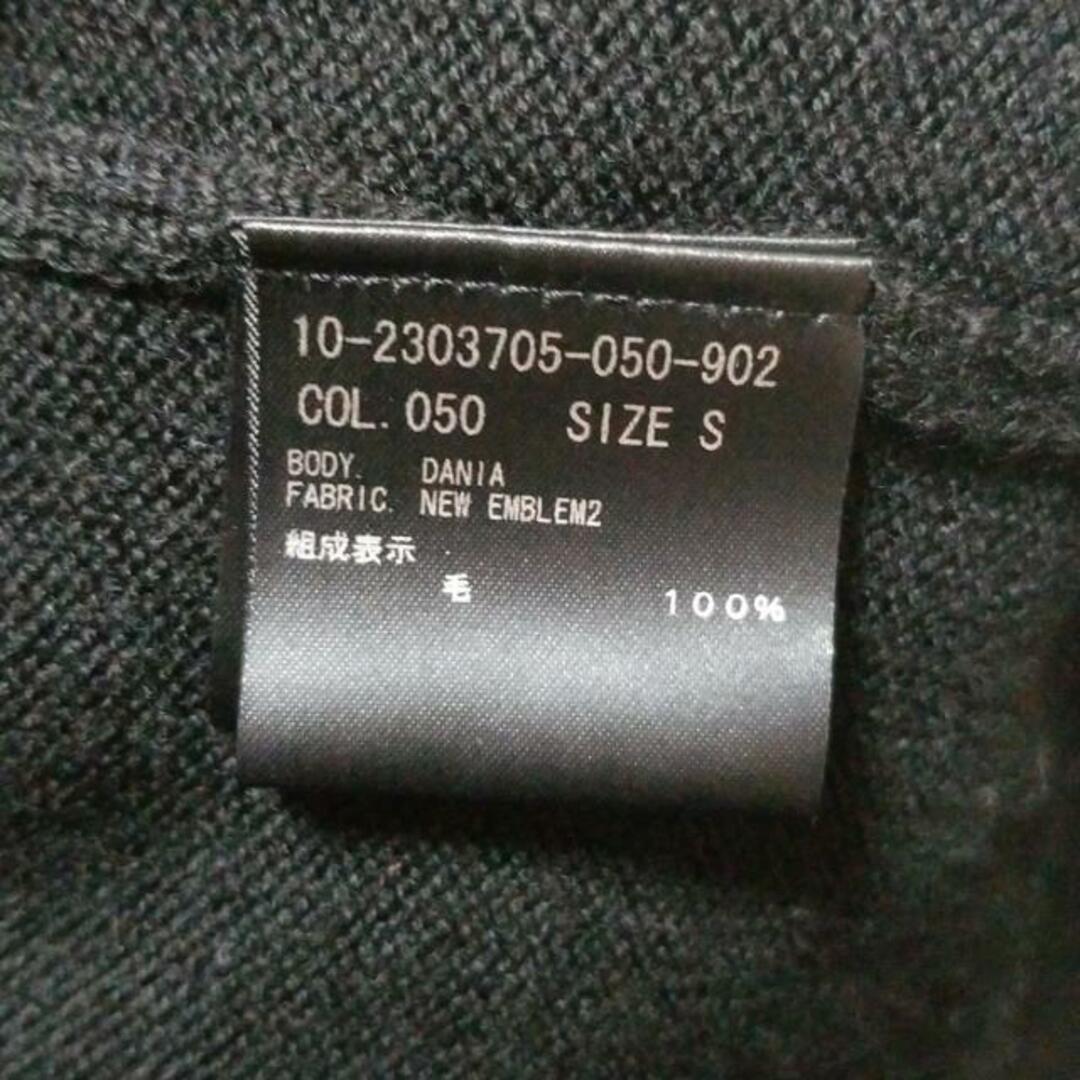 10-2303705-050-902
COL. 050 SIZE S
BODY. DANIA
FABRIC. NEW EMBLEM2
組成表示
毛 100%